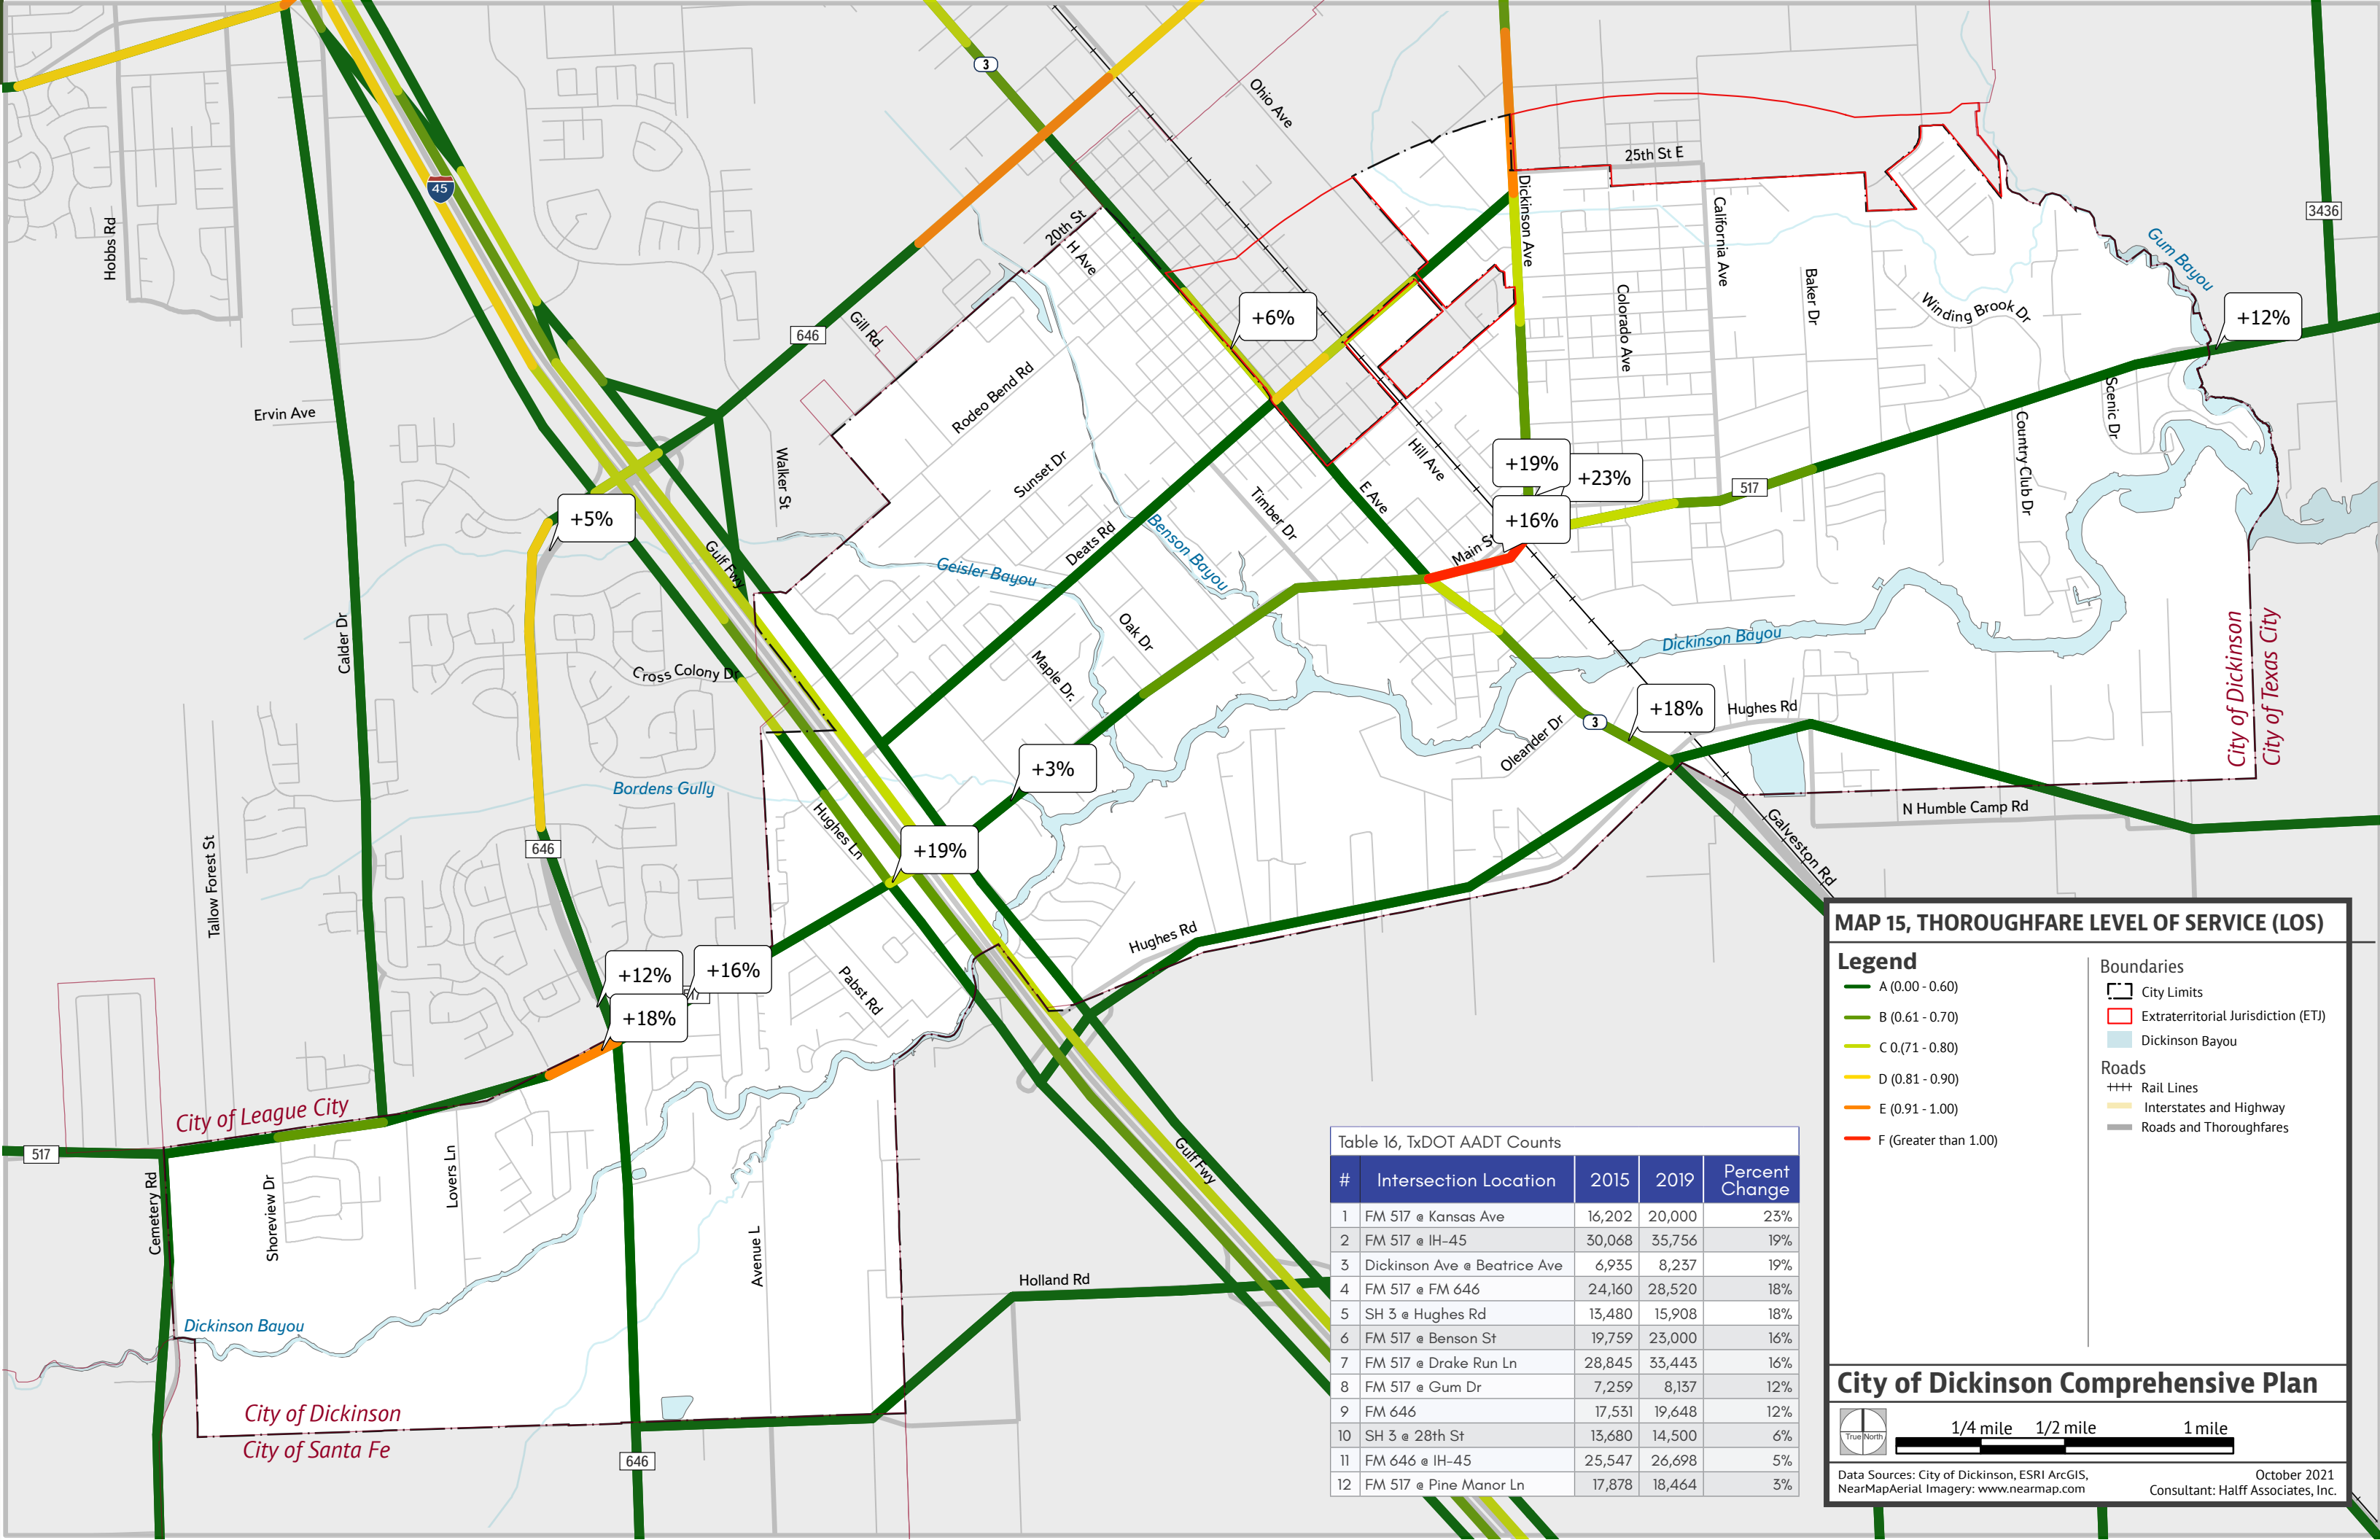 3
Ohio Ave
45
25th St E
Hobbs Rd
20th St
H Ave
Dickinson Ave
California Ave
3436
Gum Bayou
Colorado Ave
Baker Dr
Winding Brook Dr
+6%
+12%
646
Gill Rd
Rodeo Bend Rd
Scenic Dr
Ervin Ave
Country Club Dr
Walker St
Sunset Dr
Hill Ave
+19%
+23%
517
+5%
Timber Dr
E Ave
+16%
Deats Rd
Benson Bayou
Main St
Gulf Fwy
Geisler Bayou
Calder Dr
Oak Dr
Dickinson Bayou
City of Dickinson
City of Texas City
Cross Colony Dr
Maple Dr.
+18%
Hughes Rd
3
Oleander Dr
+3%
Bordens Gully
N Humble Camp Rd
Hughes Ln
Galveston Rd
646
+19%
Tallow Forest St
Hughes Rd
+12%
+16%
Pabst Rd
+18%
City of League City
517
Gulf Fwy
Cemetery Rd
Shoreview Dr
Lovers Ln
Avenue L
Holland Rd
Dickinson Bayou
City of Dickinson
City of Santa Fe
646
Table 16, TxDOT AADT Counts
# Intersection Location 2015 2019 Percent Change
1 FM 517 @ Kansas Ave 16,202 20,000 23%
2 FM 517 @ IH-45 30,068 35,756 19%
3 Dickinson Ave @ Beatrice Ave 6,935 8,237 19%
4 FM 517 @ FM 646 24,160 28,520 18%
5 SH 3 @ Hughes Rd 13,480 15,908 18%
6 FM 517 @ Benson St 19,759 23,000 16%
7 FM 517 @ Drake Run Ln 28,845 33,443 16%
8 FM 517 @ Gum Dr 7,259 8,137 12%
9 FM 646 17,531 19,648 12%
10 SH 3 @ 28th St 13,680 14,500 6%
11 FM 646 @ IH-45 25,547 26,698 5%
12 FM 517 @ Pine Manor Ln 17,878 18,464 3%
MAP 15, THOROUGHFARE LEVEL OF SERVICE (LOS)
Legend
A (0.00 - 0.60)
B (0.61 - 0.70)
C 0.(71 - 0.80)
D (0.81 - 0.90)
E (0.91 - 1.00)
F (Greater than 1.00)
Boundaries
City Limits
Extraterritorial Jurisdiction (ETJ)
Dickinson Bayou
Roads
Rail Lines
Interstates and Highway
Roads and Thoroughfares
City of Dickinson Comprehensive Plan
True North
1/4 mile 1/2 mile 1 mile
Data Sources: City of Dickinson, ESRI ArcGIS,
NearMapAerial Imagery: www.nearmap.com
October 2021
Consultant: Halff Associates, Inc.